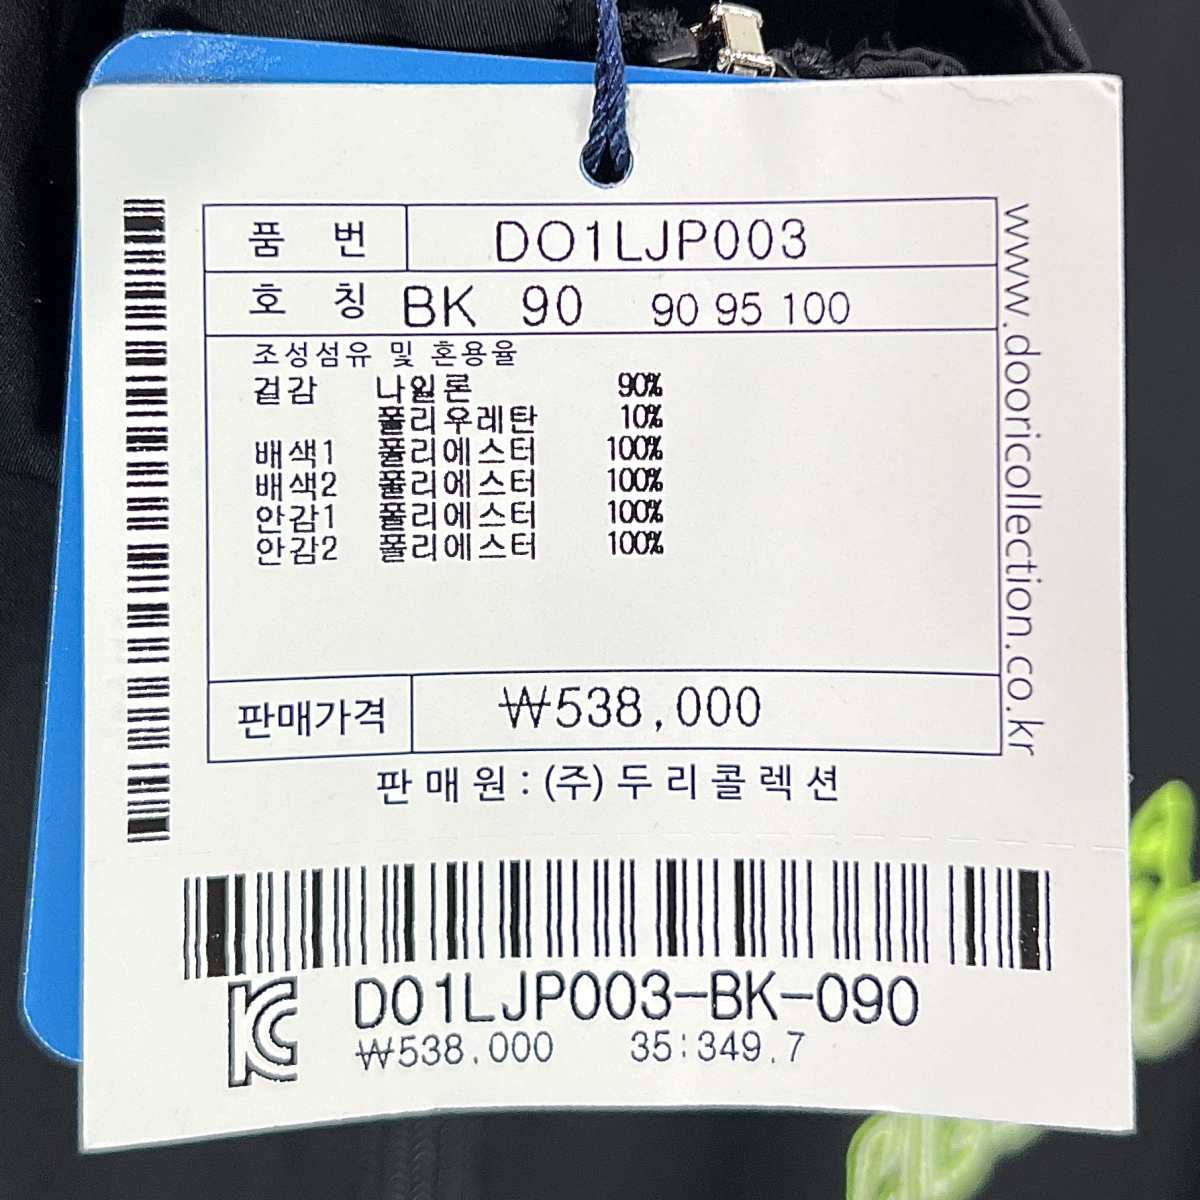 품 번 DO1LJP003
호 칭 BK 90 90 95 100
조성섬유 및 혼용율
겉감 나일론 90%
폴리우레탄 10%
배색1 폴리에스터 100%
배색2 폴리에스터 100%
안감1 폴리에스터 100%
안감2 폴리에스터 100%
판매가격 ₩538,000
판매원:(주)두리콜렉션
www.dooricollection.co.kr
KC DO1LJP003-BK-090
₩538.000 35:349.7